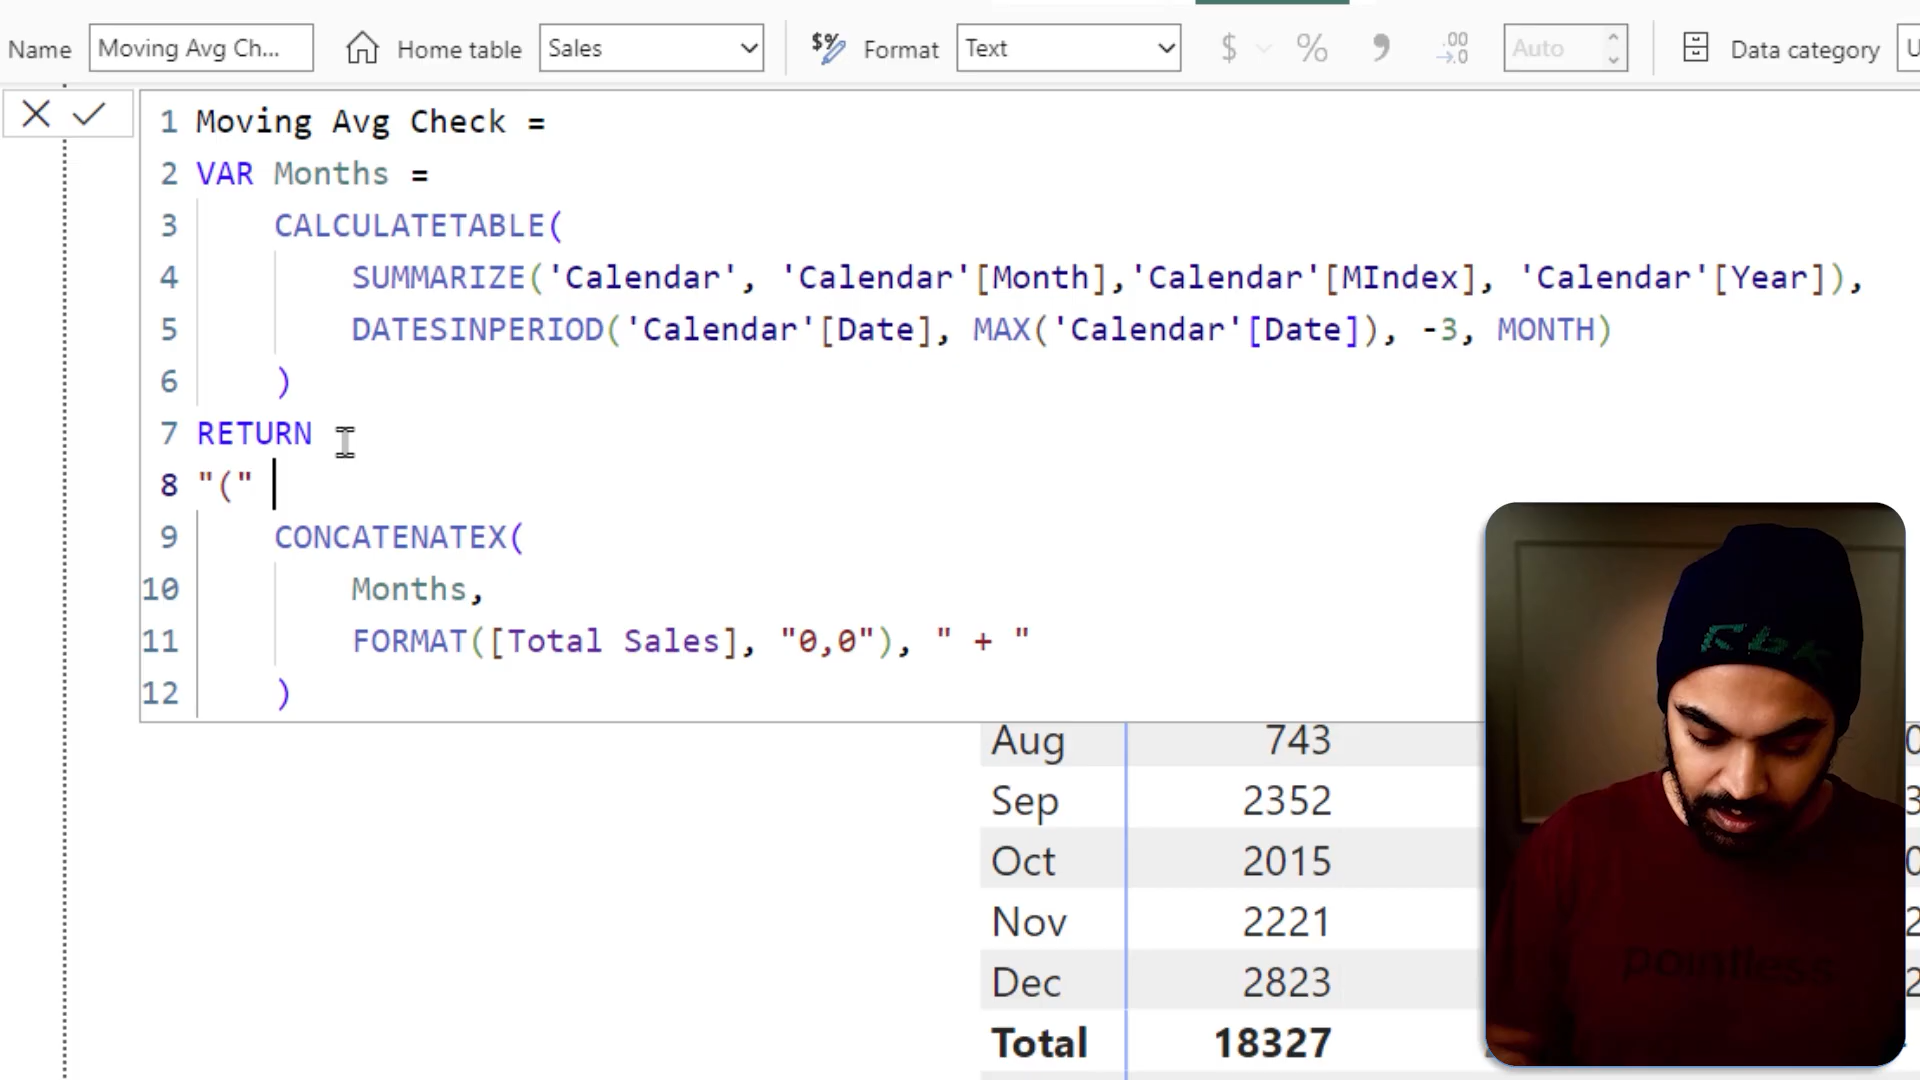 Name Moving Avg Ch... Home table Sales Format Text $ % Auto Data category U
1 Moving Avg Check =
2 VAR Months =
3 CALCULATETABLE(
4 SUMMARIZE('Calendar', 'Calendar'[Month],'Calendar'[MIndex], 'Calendar'[Year]),
5 DATESINPERIOD('Calendar'[Date], MAX('Calendar'[Date]), -3, MONTH)
6 )
7 RETURN
8 "("
9 CONCATENATEX(
10 Months,
11 FORMAT([Total Sales], "0,0"), " + "
12 )
Aug 743
Sep 2352
Oct 2015
Nov 2221
Dec 2823
Total 18327
Rbk
pointless